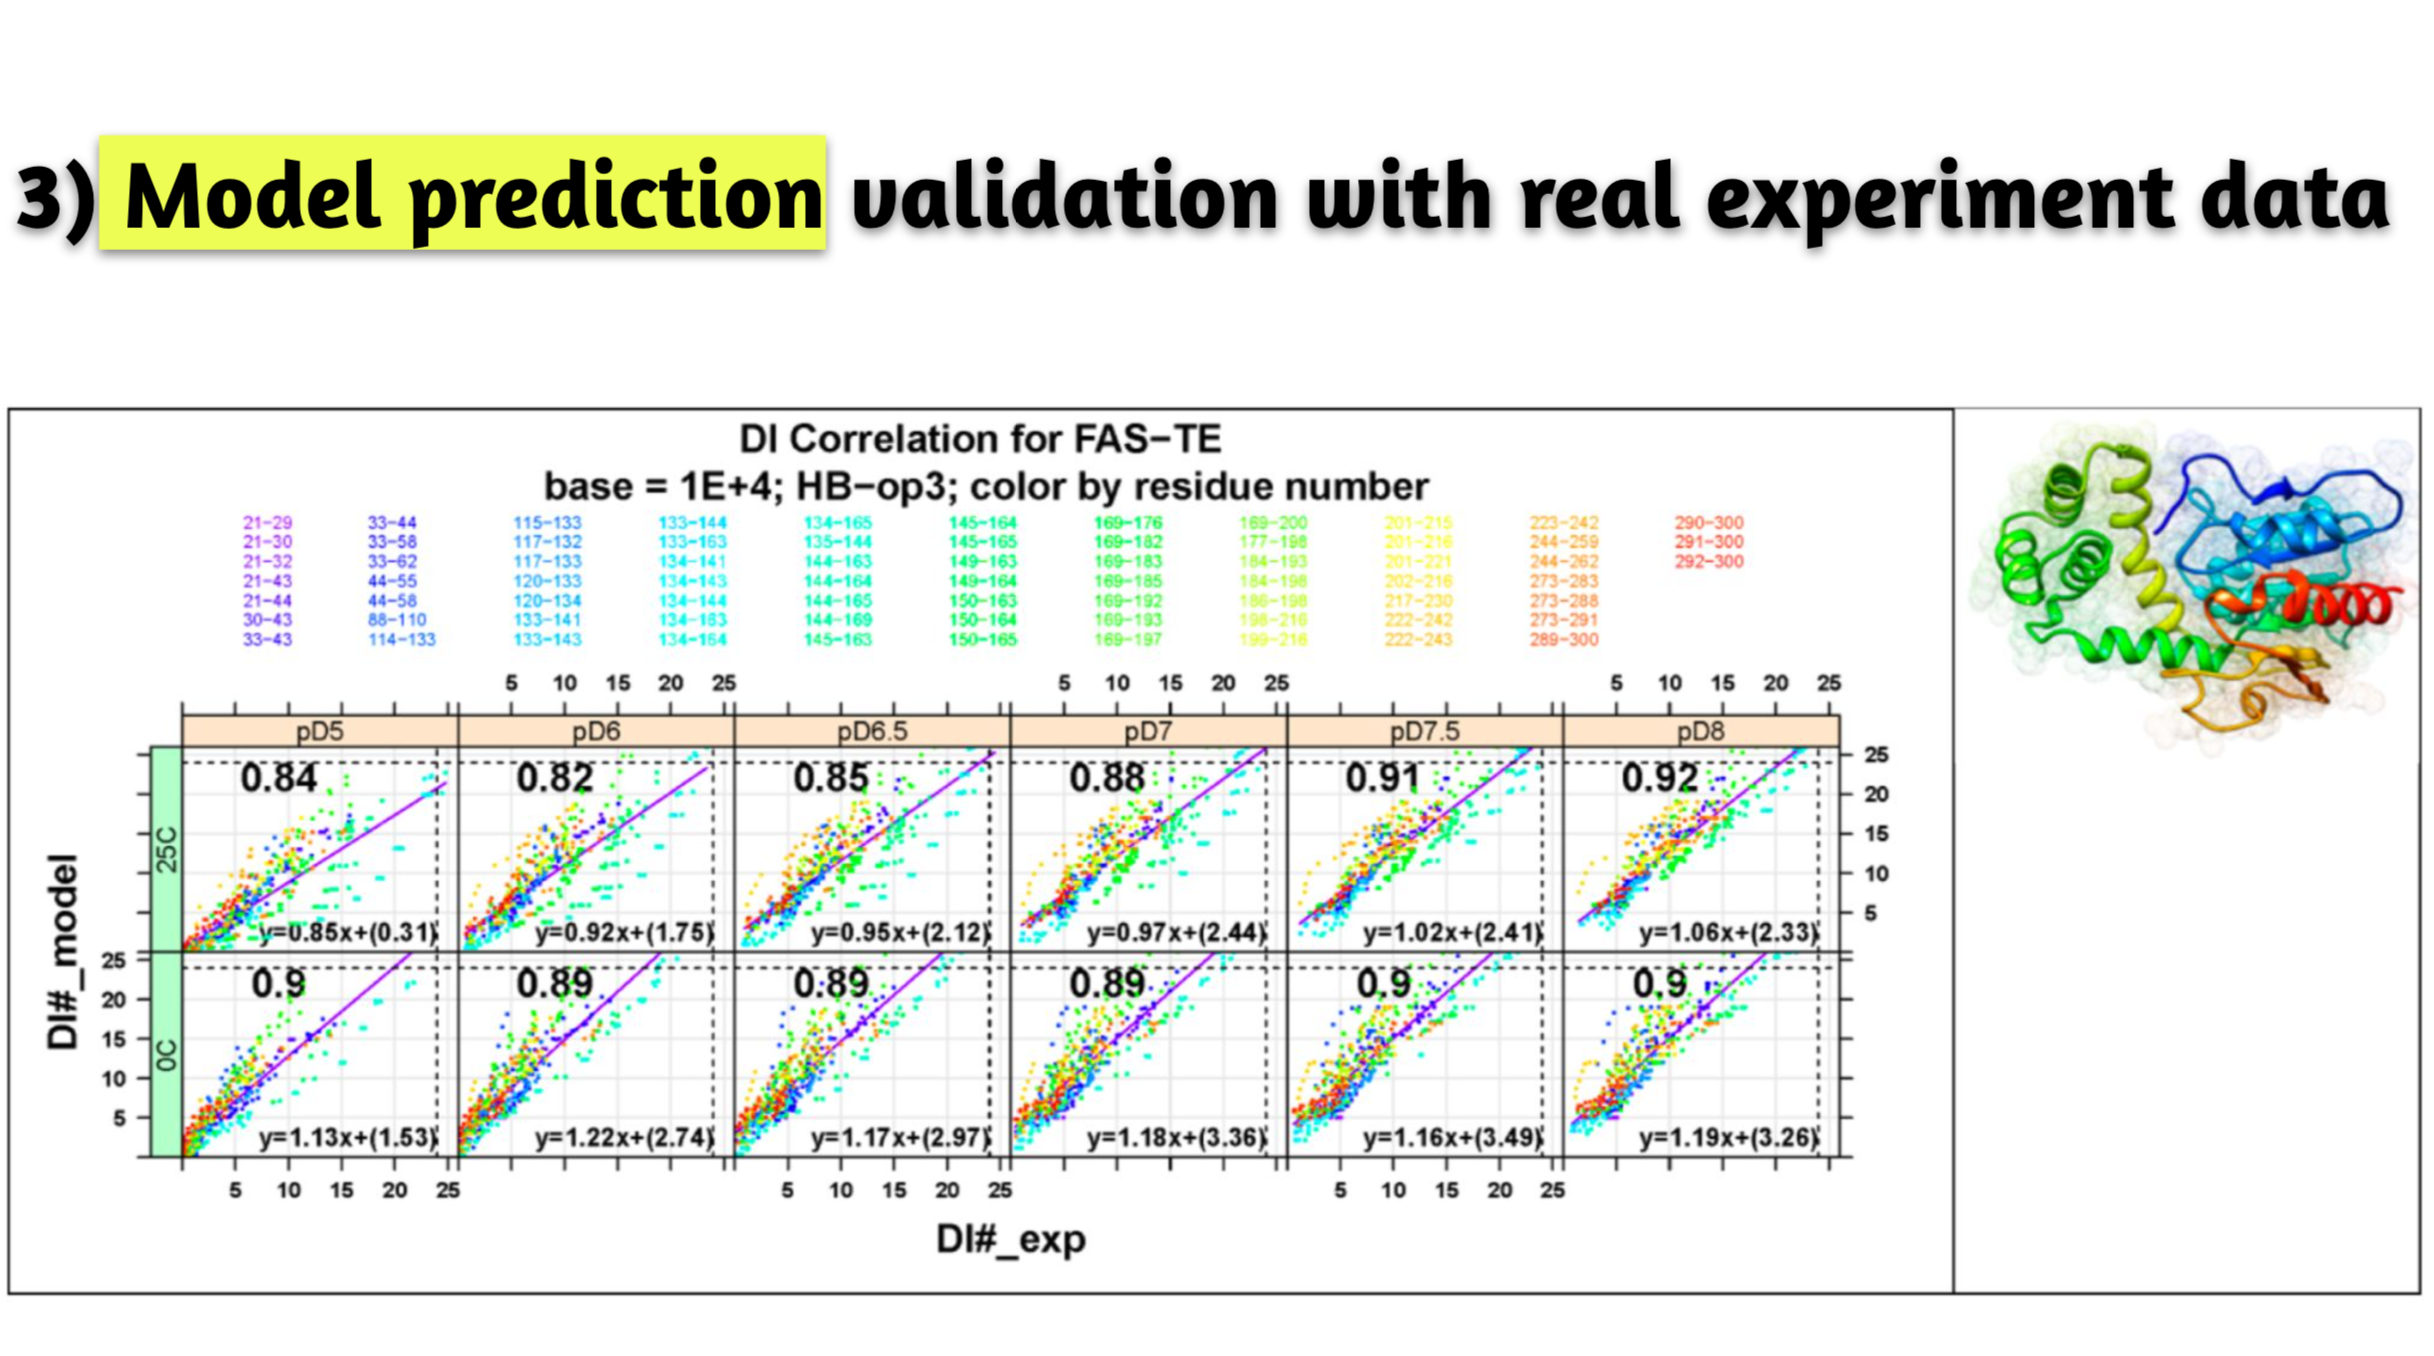 3) Model prediction validation with real experiment data
DI Correlation for FAS−TE
base = 1E+4; HB−op3; color by residue number
21−29 33−44 115−133 133−144 134−165 145−164 169−176 169−200 201−215 223−242 290−300
21−30 33−58 117−132 133−163 135−144 145−165 169−182 177−198 201−216 244−259 291−300
21−32 33−62 117−133 134−141 144−163 149−163 169−183 184−193 201−221 244−262 292−300
21−43 44−55 120−133 134−143 144−164 149−164 169−185 184−198 202−216 273−283
21−44 44−58 120−134 134−144 144−165 150−163 169−192 186−198 217−230 273−288
30−43 88−110 133−141 134−163 144−169 150−164 169−193 198−216 222−242 273−291
33−43 114−133 133−143 134−164 145−163 150−165 169−197 199−216 222−243 289−300
5 10 15 20 25 5 10 15 20 25 5 10 15 20 25
pD5 pD6 pD6.5 pD7 pD7.5 pD8
25C
0.84 0.82 0.85 0.88 0.91 0.92
25
20
15
10
5
y=0.85x+(0.31) y=0.92x+(1.75) y=0.95x+(2.12) y=0.97x+(2.44) y=1.02x+(2.41) y=1.06x+(2.33)
DI#_model
0C
25
20
15
10
5
0.9 0.89 0.89 0.89 0.9 0.9
y=1.13x+(1.53) y=1.22x+(2.74) y=1.17x+(2.97) y=1.18x+(3.36) y=1.16x+(3.49) y=1.19x+(3.26)
5 10 15 20 25 5 10 15 20 25 5 10 15 20 25
DI#_exp